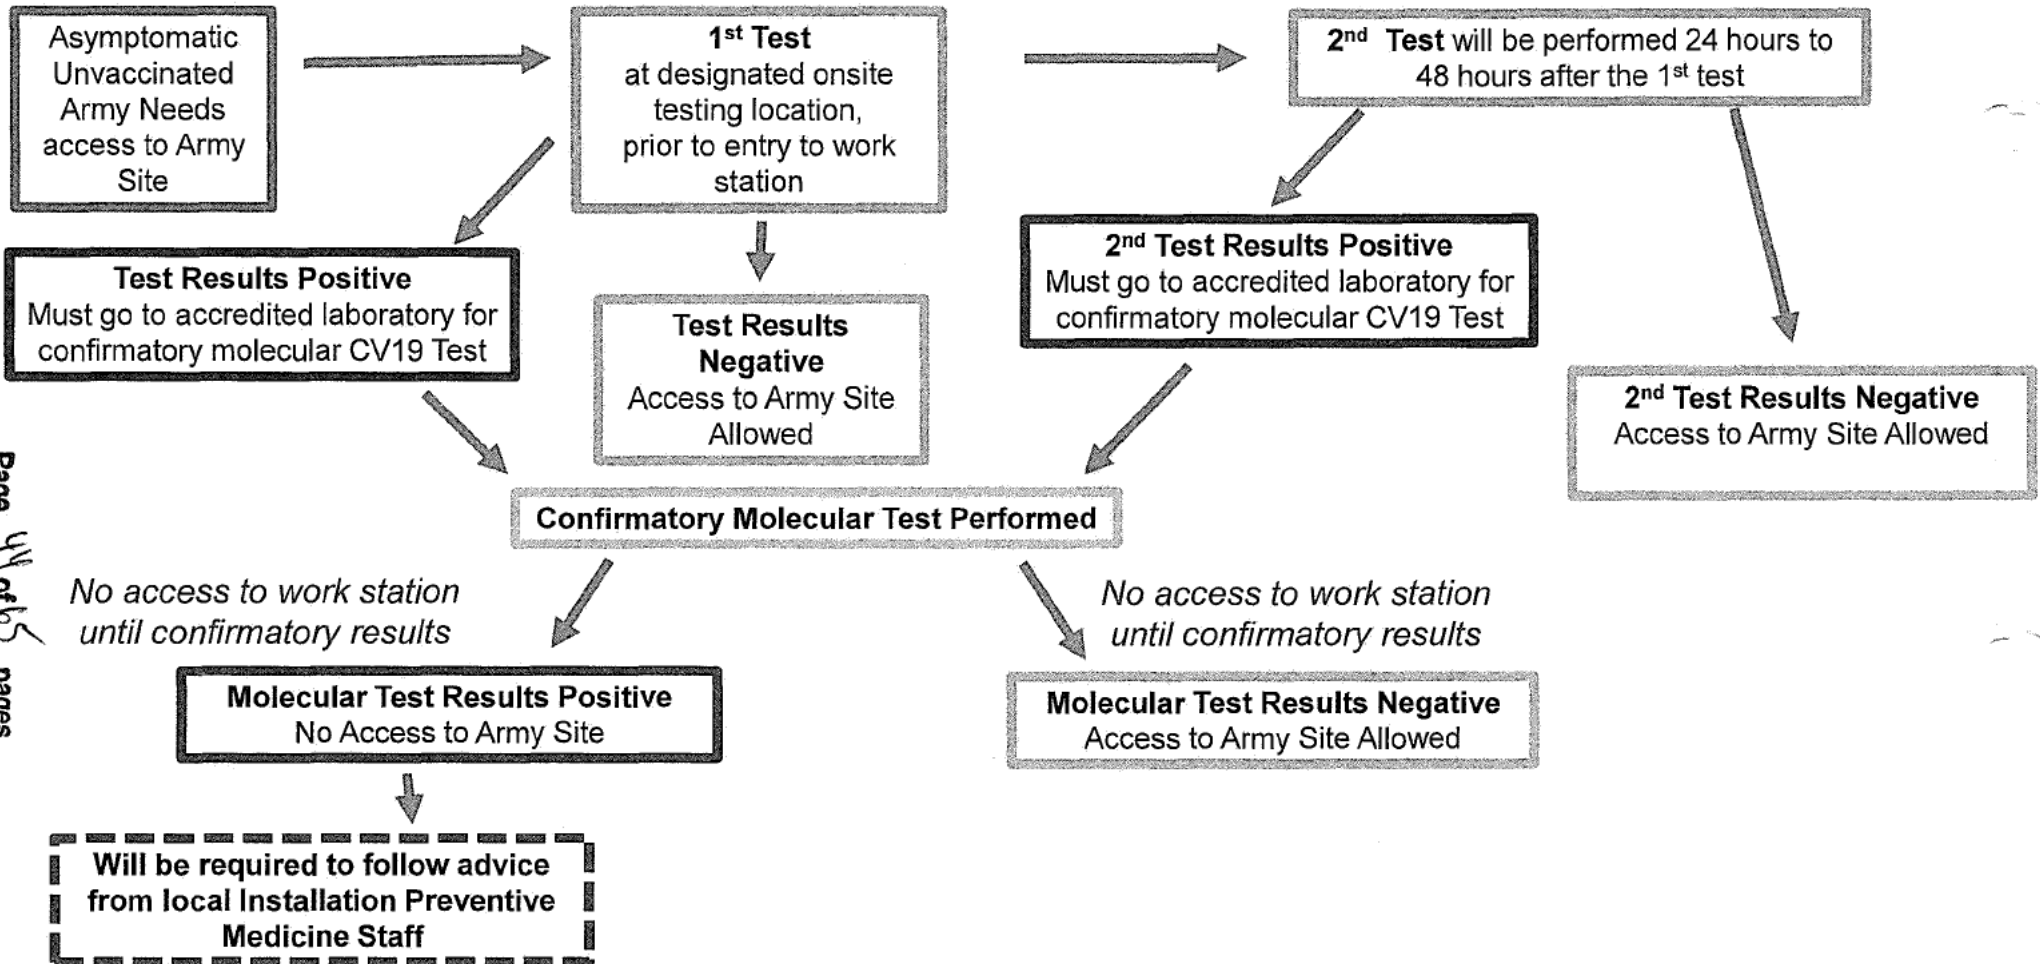 Asymptomatic
Unvaccinated
Army Needs
access to Army
Site
1st Test
at designated onsite
testing location,
prior to entry to work
station
2nd Test will be performed 24 hours to
48 hours after the 1st test
Test Results Positive
Must go to accredited laboratory for
confirmatory molecular CV19 Test
Test Results
Negative
Access to Army Site
Allowed
2nd Test Results Positive
Must go to accredited laboratory for
confirmatory molecular CV19 Test
2nd Test Results Negative
Access to Army Site Allowed
Confirmatory Molecular Test Performed
No access to work station
until confirmatory results
No access to work station
until confirmatory results
Molecular Test Results Positive
No Access to Army Site
Molecular Test Results Negative
Access to Army Site Allowed
Will be required to follow advice
from local Installation Preventive
Medicine Staff
Page 44 of 65 pages